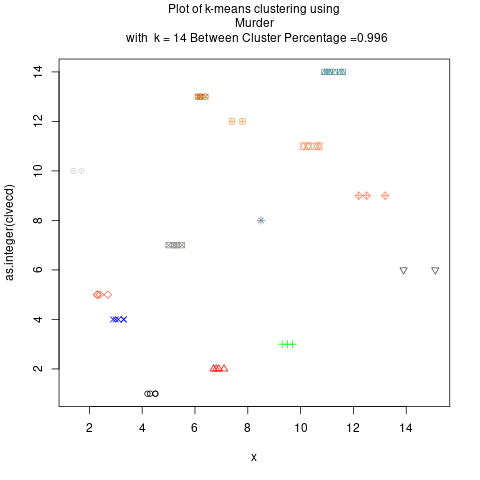 Plot of k-means clustering using
Murder
with k = 14 Between Cluster Percentage =0.996
14
12
10
8
6
4
2
as.integer(clvecd)
2 4 6 8 10 12 14
x